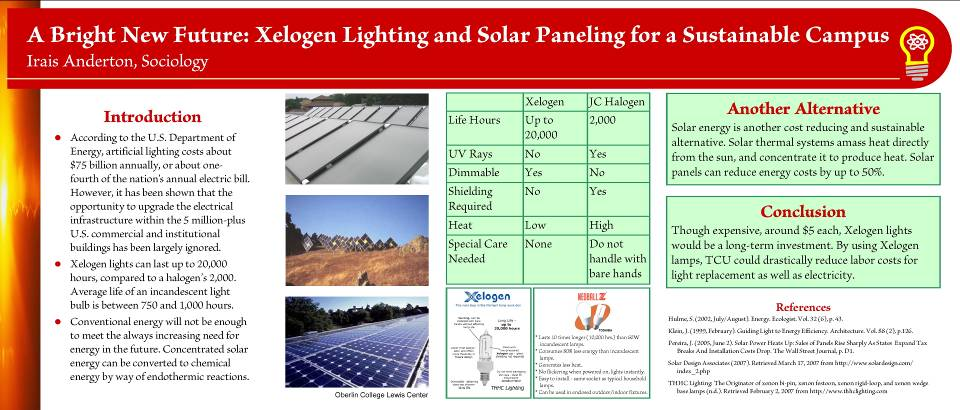 A Bright New Future: Xelogen Lighting and Solar Paneling for a Sustainable Campus
Irais Anderton, Sociology
Introduction
• According to the U.S. Department of
Energy, artificial lighting costs about
$75 billion annually, or about one-
fourth of the nation's annual electric bill.
However, it has been shown that the
opportunity to upgrade the electrical
infrastructure within the 5 million-plus
U.S. commercial and institutional
buildings has been largely ignored.
• Xelogen lights can last up to 20,000
hours, compared to a halogen's 2,000.
Average life of an incandescent light
bulb is between 750 and 1,000 hours.
• Conventional energy will not be enough
to meet the always increasing need for
energy in the future. Concentrated solar
energy can be converted to chemical
energy by way of endothermic reactions.
Oberlin College Lewis Center
Xelogen JC Halogen
Life Hours Up to 2,000
20,000
UV Rays No Yes
Dimmable Yes No
Shielding No Yes
Required
Heat Low High
Special Care None Do not
Needed handle with
bare hands
Xelogen
Long Life -
up to
20,000 hours
THHC Lighting
NEOBALL Z
TOSHIBA
* Lasts 10 times longer (10,000 hrs.) than 60W
incandescent lamps.
* Consumes 80% less energy than incandescent
lamps.
* Generates less heat.
* No flickering when powered on, lights instantly.
* Easy to install - same socket as typical household
lamps.
* Can be used in enclosed outdoor/indoor fixtures.
Another Alternative
Solar energy is another cost reducing and sustainable
alternative. Solar thermal systems amass heat directly
from the sun, and concentrate it to produce heat. Solar
panels can reduce energy costs by up to 50%.
Conclusion
Though expensive, around $5 each, Xelogen lights
would be a long-term investment. By using Xelogen
lamps, TCU could drastically reduce labor costs for
light replacement as well as electricity.
References
Hulme, S. (2002, July/August). Energy. Ecologist. Vol. 32 (6), p. 43.
Klein, J. (1999, February). Guiding Light to Energy Efficiency. Architecture. Vol. 88 (2), p.126.
Pereira, J. (2005, June 2). Solar Power Heats Up: Sales of Panels Rise Sharply As States Expand Tax
Breaks And Installation Costs Drop. The Wall Street Journal, p. D1.
Solar Design Associates (2007). Retrieved March 17, 2007 from http://www.solardesign.com/
index_2.php
THHC Lighting: The Originator of xenon bi-pin, xenon festoon, xenon rigid-loop, and xenon wedge
base lamps (n.d.). Retrieved February 2, 2007 from http://www.thhclighting.com